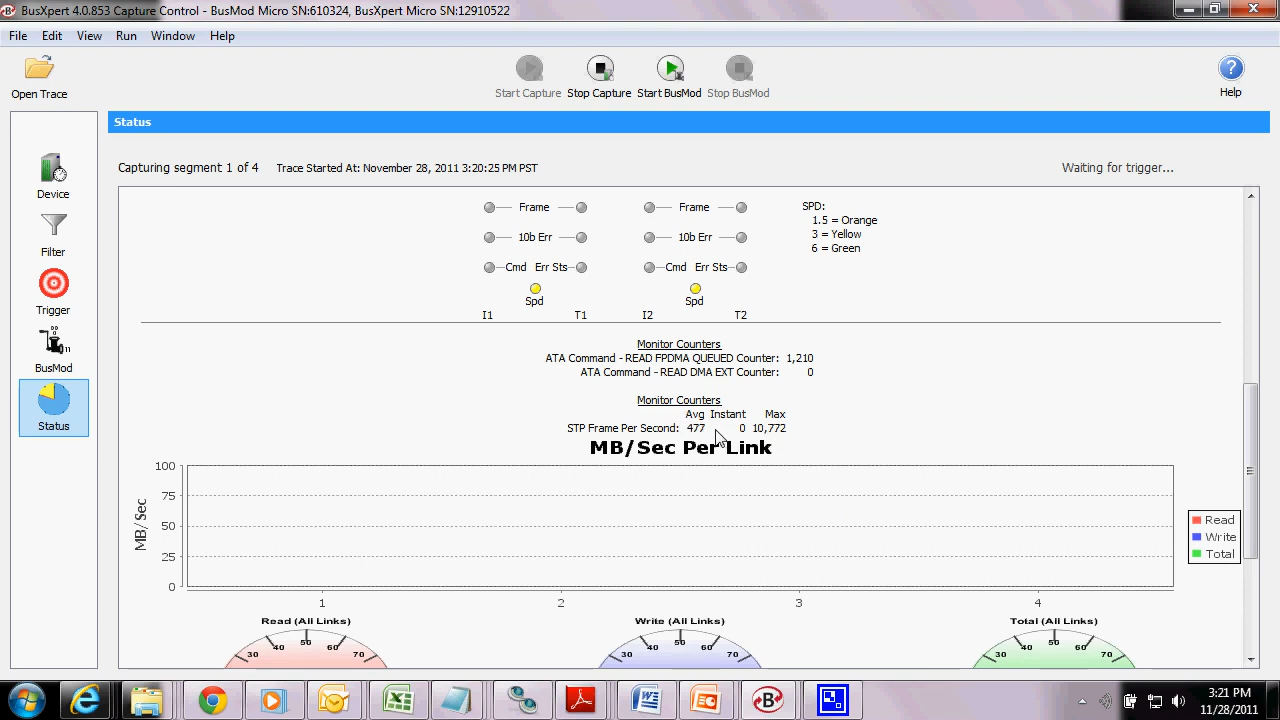 BusXpert 4.0.853 Capture Control - BusMod Micro SN:610324, BusXpert Micro SN:12910522
File Edit View Run Window Help
Open Trace Start Capture Stop Capture Start BusMod Stop BusMod Help
Status
Capturing segment 1 of 4 Trace Started At: November 28, 2011 3:20:25 PM PST Waiting for trigger...
Device
Filter
Trigger
BusMod
Status
Frame Frame SPD:
1.5 = Orange
10b Err 10b Err 3 = Yellow
6 = Green
Cmd Err Sts Cmd Err Sts
Spd Spd
I1 T1 I2 T2
Monitor Counters
ATA Command - READ FPDMA QUEUED Counter: 1,210
ATA Command - READ DMA EXT Counter: 0
Monitor Counters
Avg Instant Max
STP Frame Per Second: 477 0 10,772
MB/Sec Per Link
MB/Sec
100
75
50
25
0
1 2 3 4
Read
Write
Total
Read (All Links) Write (All Links) Total (All Links)
30 40 50 60 70 30 40 50 60 70 30 40 50 60 70
3:21 PM
11/28/2011